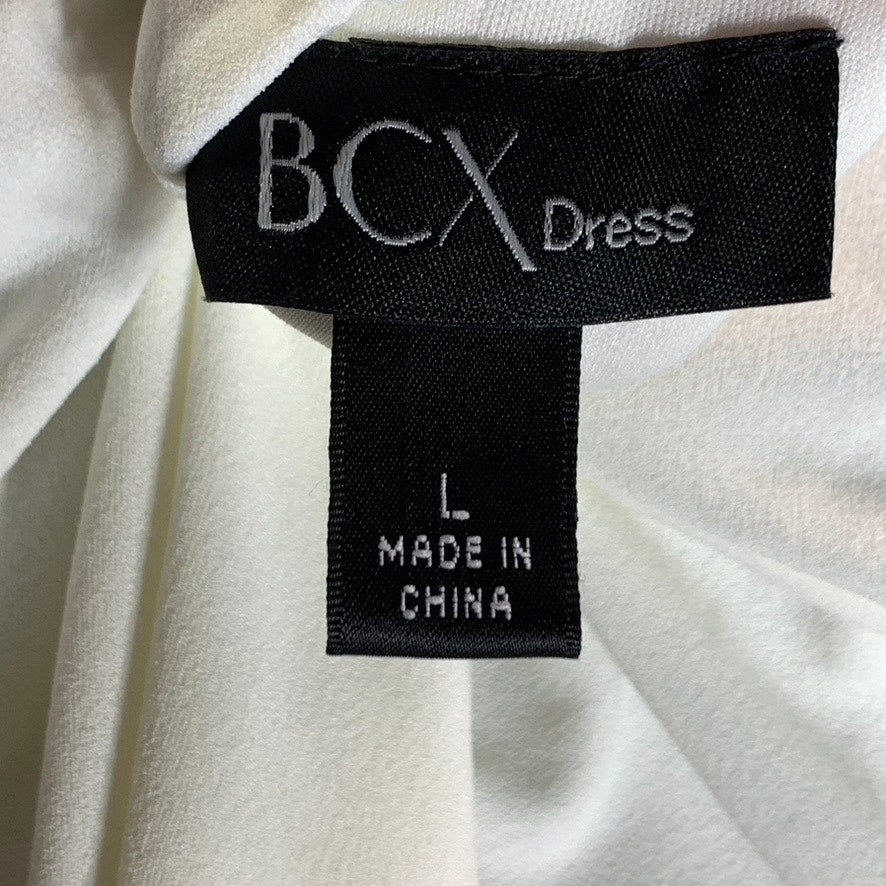 BCX Dress
L
MADE IN
CHINA